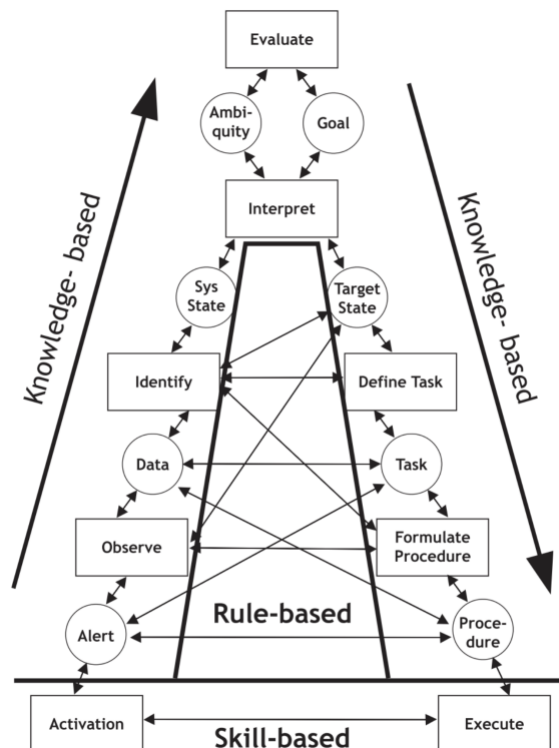 Evaluate
Ambi-
quity
Goal
Interpret
Knowledge- based
Knowledge- based
Sys
State
Target
State
Identify
Define Task
Data
Task
Observe
Formulate
Procedure
Alert
Rule-based
Proce-
dure
Activation
Skill-based
Execute